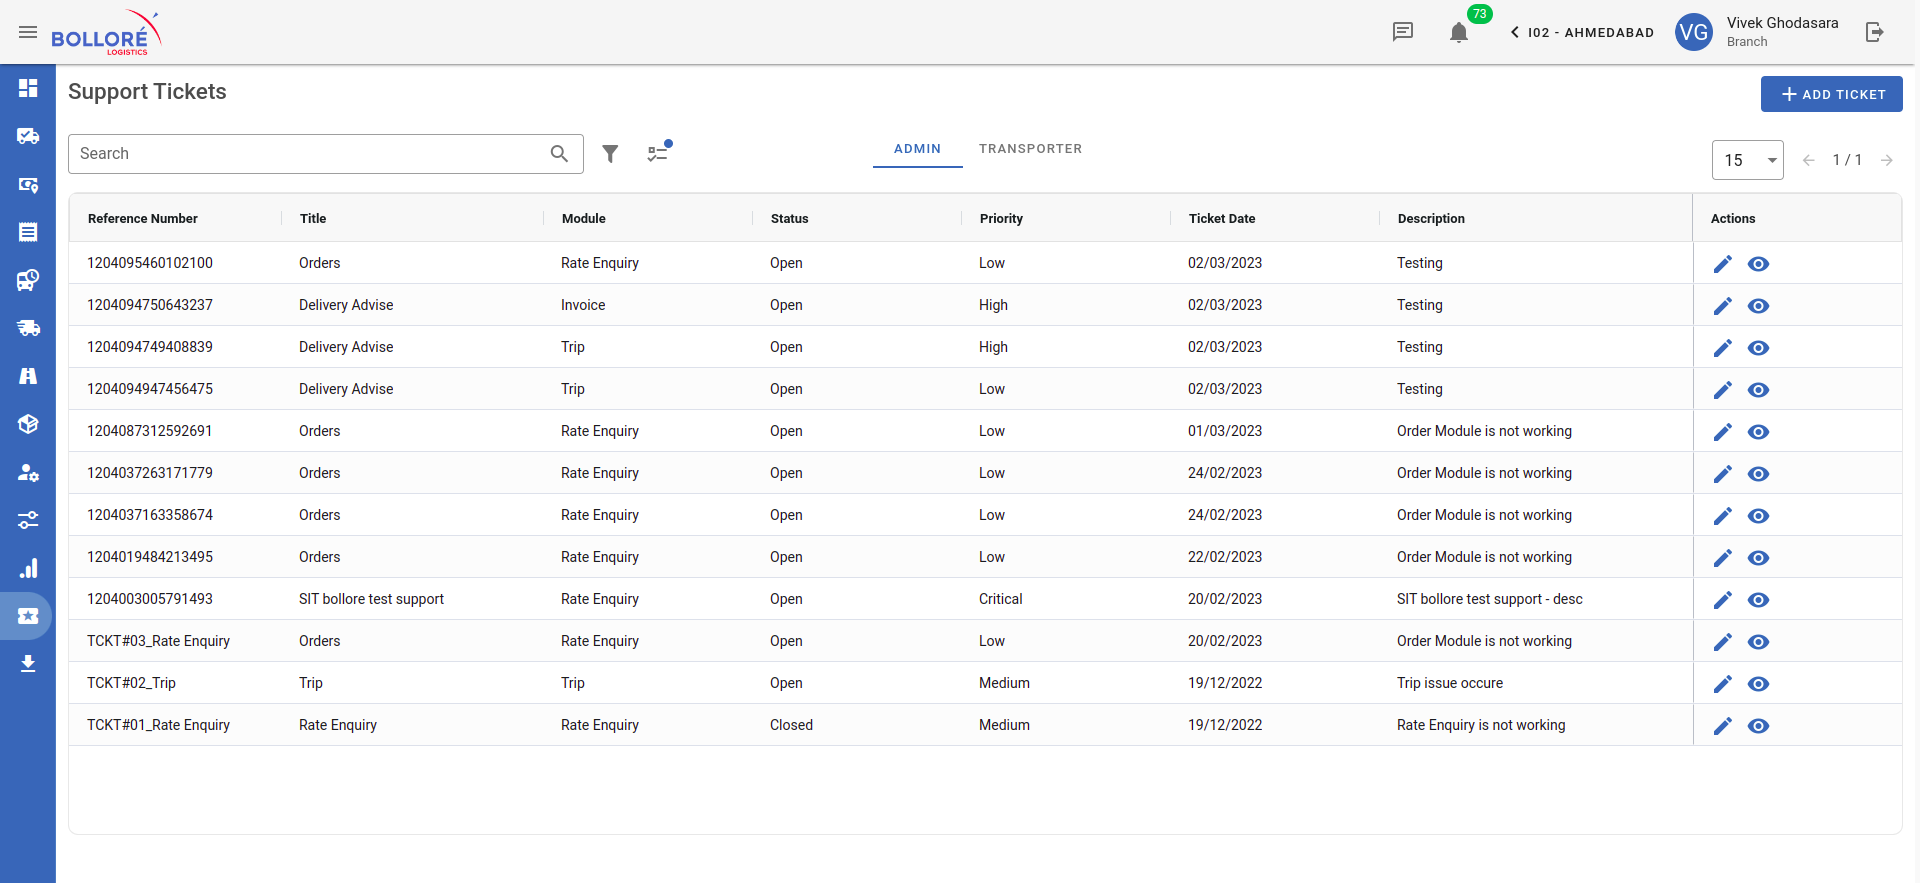 BOLLORÉ
LOGISTICS
73
I02 - AHMEDABAD
VG
Vivek Ghodasara
Branch
Support Tickets
ADD TICKET
Search
ADMIN
TRANSPORTER
15
1 / 1
Reference Number Title Module Status Priority Ticket Date Description Actions
1204095460102100 Orders Rate Enquiry Open Low 02/03/2023 Testing
1204094750643237 Delivery Advise Invoice Open High 02/03/2023 Testing
1204094749408839 Delivery Advise Trip Open High 02/03/2023 Testing
1204094947456475 Delivery Advise Trip Open Low 02/03/2023 Testing
1204087312592691 Orders Rate Enquiry Open Low 01/03/2023 Order Module is not working
1204037263171779 Orders Rate Enquiry Open Low 24/02/2023 Order Module is not working
1204037163358674 Orders Rate Enquiry Open Low 24/02/2023 Order Module is not working
1204019484213495 Orders Rate Enquiry Open Low 22/02/2023 Order Module is not working
1204003005791493 SIT bollore test support Rate Enquiry Open Critical 20/02/2023 SIT bollore test support - desc
TCKT#03_Rate Enquiry Orders Rate Enquiry Open Low 20/02/2023 Order Module is not working
TCKT#02_Trip Trip Trip Open Medium 19/12/2022 Trip issue occure
TCKT#01_Rate Enquiry Rate Enquiry Rate Enquiry Closed Medium 19/12/2022 Rate Enquiry is not working